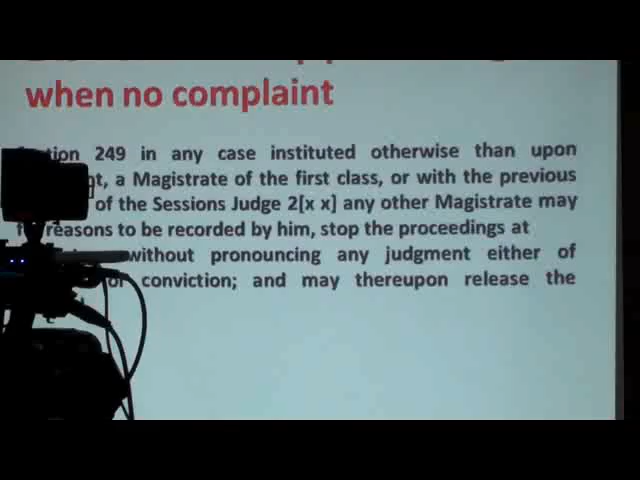 when no complaint
249 in any case instituted otherwise than upon
a Magistrate of the first class, or with the previous
of the Sessions Judge 2[x x] any other Magistrate may
reasons to be recorded by him, stop the proceedings at
without pronouncing any judgment either of
or conviction; and may thereupon release the